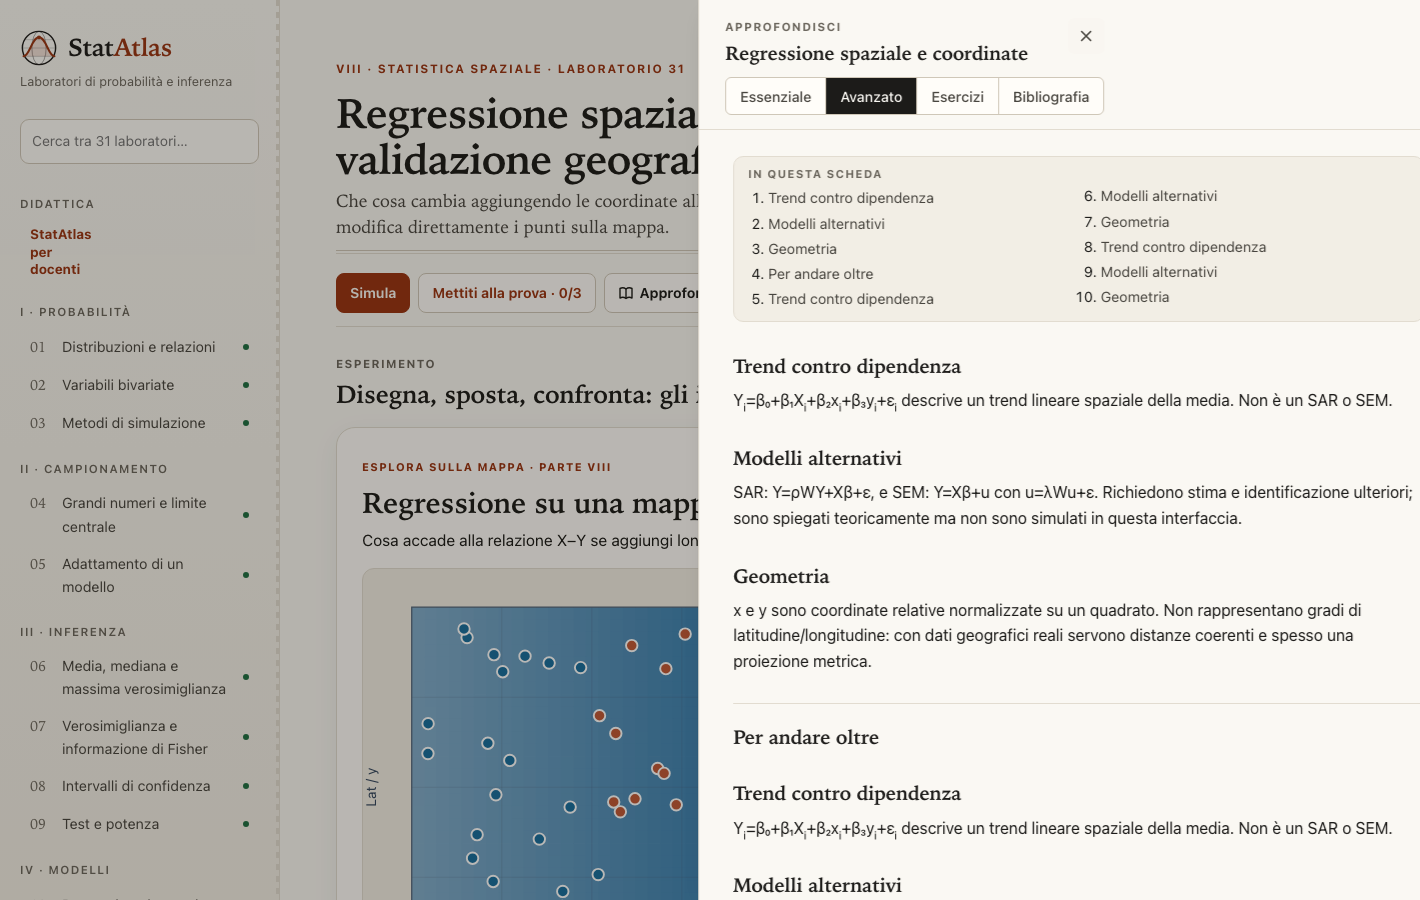 StatAtlas
Laboratori di probabilità e inferenza
Cerca tra 31 laboratori...
DIDATTICA
StatAtlas
per
docenti
I · PROBABILITÀ
01 Distribuzioni e relazioni
02 Variabili bivariate
03 Metodi di simulazione
II · CAMPIONAMENTO
04 Grandi numeri e limite
centrale
05 Adattamento di un
modello
III · INFERENZA
06 Media, mediana e
massima verosimiglianza
07 Verosimiglianza e
informazione di Fisher
08 Intervalli di confidenza
09 Test e potenza
IV · MODELLI
VIII · STATISTICA SPAZIALE · LABORATORIO 31
Regressione spazia
validazione geograf
Che cosa cambia aggiungendo le coordinate al
modifica direttamente i punti sulla mappa.
Simula
Mettiti alla prova · 0/3
Approfon
ESPERIMENTO
Disegna, sposta, confronta: gli
ESPLORA SULLA MAPPA · PARTE VIII
Regressione su una mapp
Cosa accade alla relazione X–Y se aggiungi lon
Lat / y
APPROFONDISCI
Regressione spaziale e coordinate
Essenziale
Avanzato
Esercizi
Bibliografia
IN QUESTA SCHEDA
1. Trend contro dipendenza
2. Modelli alternativi
3. Geometria
4. Per andare oltre
5. Trend contro dipendenza
6. Modelli alternativi
7. Geometria
8. Trend contro dipendenza
9. Modelli alternativi
10. Geometria
Trend contro dipendenza
Yᵢ=β₀+β₁Xᵢ+β₂xᵢ+β₃yᵢ+εᵢ descrive un trend lineare spaziale della media. Non è un SAR o SEM.
Modelli alternativi
SAR: Y=ρWY+Xβ+ε, e SEM: Y=Xβ+u con u=λWu+ε. Richiedono stima e identificazione ulteriori;
sono spiegati teoricamente ma non sono simulati in questa interfaccia.
Geometria
x e y sono coordinate relative normalizzate su un quadrato. Non rappresentano gradi di
latitudine/longitudine: con dati geografici reali servono distanze coerenti e spesso una
proiezione metrica.
Per andare oltre
Trend contro dipendenza
Yᵢ=β₀+β₁Xᵢ+β₂xᵢ+β₃yᵢ+εᵢ descrive un trend lineare spaziale della media. Non è un SAR o SEM.
Modelli alternativi